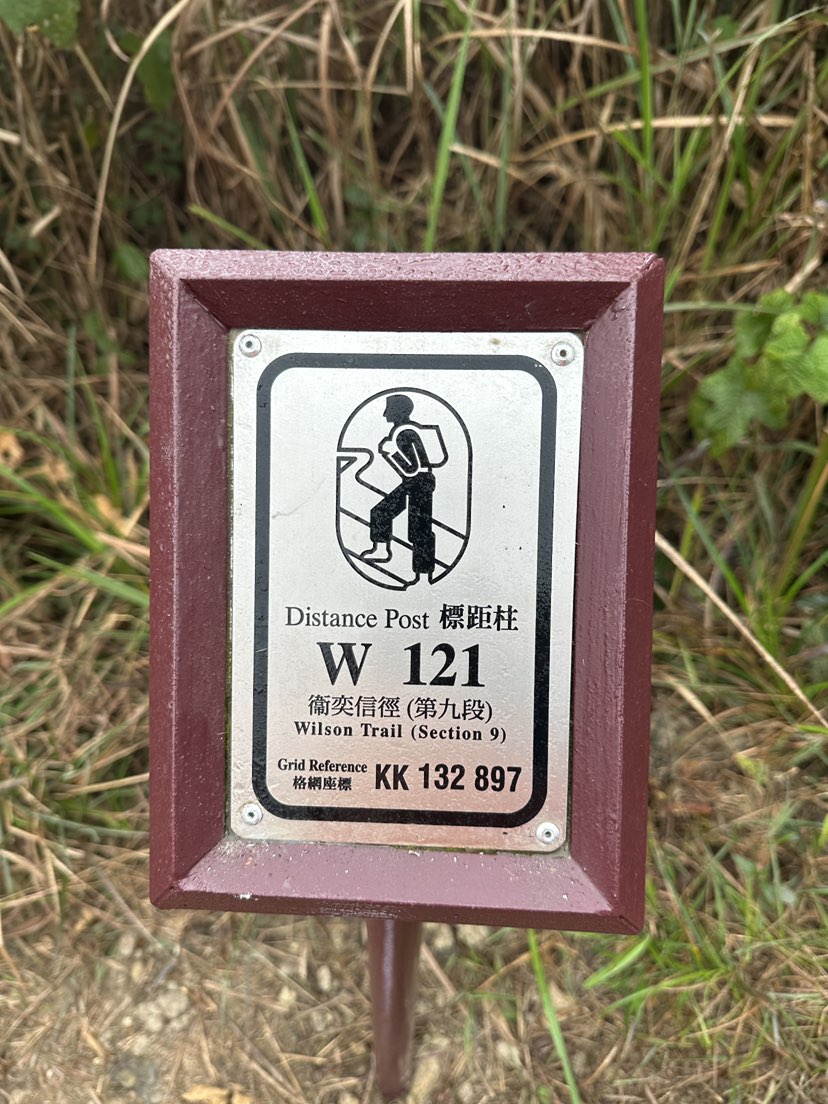 Distance Post 標距柱
W 121
衞奕信徑 (第九段)
Wilson Trail (Section 9)
Grid Reference KK 132 897
格網座標